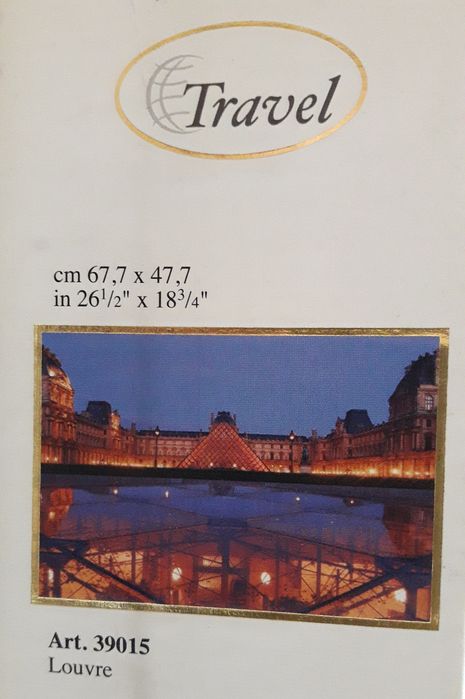 Travel
cm 67,7 x 47,7
in 26 1/2" x 18 3/4"
Art. 39015
Louvre